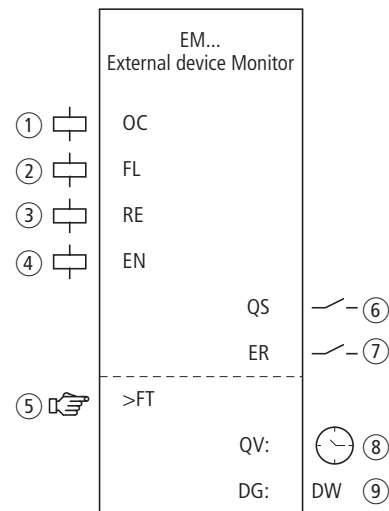 EM...
External device Monitor
① OC
② FL
③ RE
④ EN
QS ⑥
ER ⑦
⑤ >FT
QV: ⑧
DG: DW ⑨